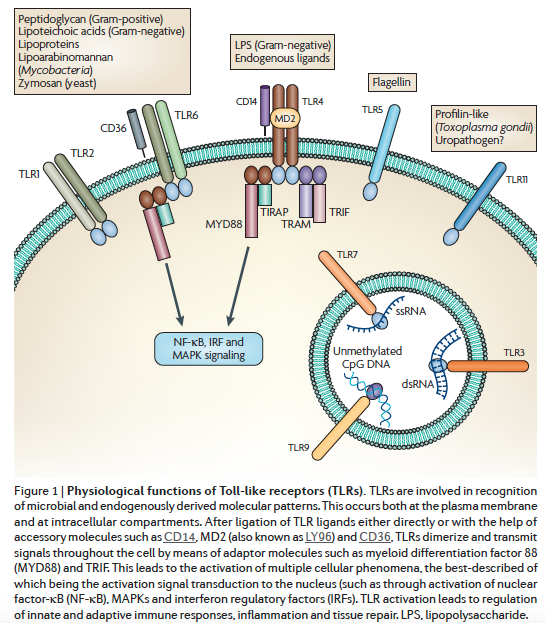 Peptidoglycan (Gram-positive)
Lipoteichoic acids (Gram-negative)
Lipoproteins
Lipoarabinomannan
(Mycobacteria)
Zymosan (yeast)
LPS (Gram-negative)
Endogenous ligands
Flagellin
Profilin-like
(Toxoplasma gondii)
Uropathogen?
CD36
TLR6
CD14
TLR4
MD2
TLR5
TLR2
TLR1
TLR11
MYD88
TIRAP
TRAM
TRIF
TLR7
ssRNA
NF-κB, IRF and
MAPK signaling
Unmethylated
CpG DNA
dsRNA
TLR3
TLR9
Figure 1 | Physiological functions of Toll-like receptors (TLRs). TLRs are involved in recognition
of microbial and endogenously derived molecular patterns. This occurs both at the plasma membrane
and at intracellular compartments. After ligation of TLR ligands either directly or with the help of
accessory molecules such as CD14, MD2 (also known as LY96) and CD36, TLRs dimerize and transmit
signals throughout the cell by means of adaptor molecules such as myeloid differentiation factor 88
(MYD88) and TRIF. This leads to the activation of multiple cellular phenomena, the best-described of
which being the activation signal transduction to the nucleus (such as through activation of nuclear
factor-κB (NF-κB), MAPKs and interferon regulatory factors (IRFs). TLR activation leads to regulation
of innate and adaptive immune responses, inflammation and tissue repair. LPS, lipopolysaccharide.